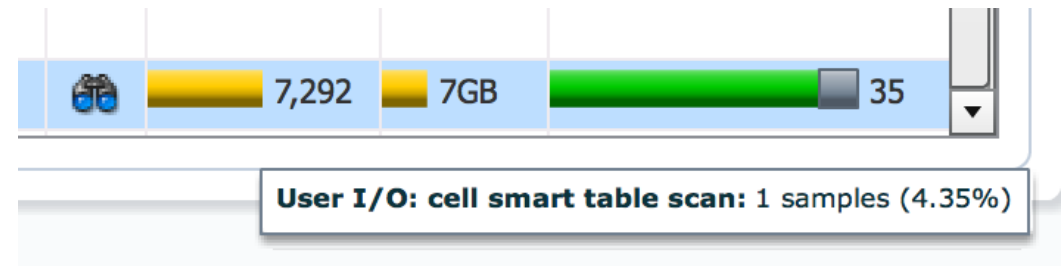 7,292 7GB 35
User I/O: cell smart table scan: 1 samples (4.35%)